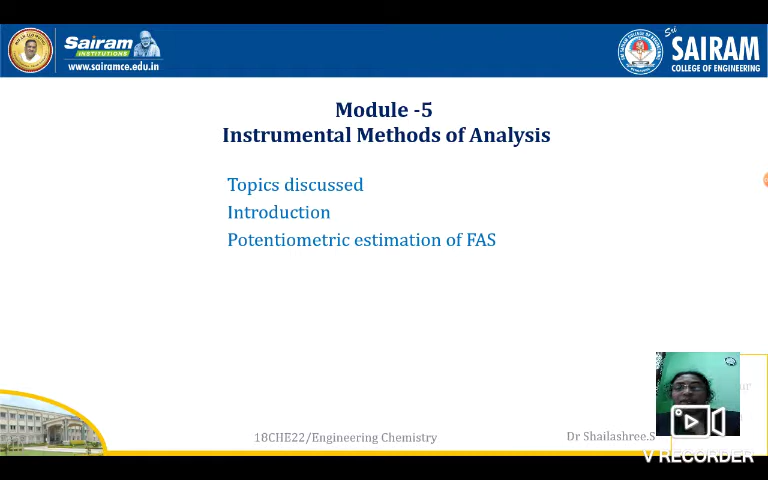 Sairam
INSTITUTIONS
www.sairamce.edu.in
Sri
SAIRAM
COLLEGE OF ENGINEERING
Module -5
Instrumental Methods of Analysis
Topics discussed
Introduction
Potentiometric estimation of FAS
18CHE22/Engineering Chemistry
Dr Shailashree.S
V RECORDER